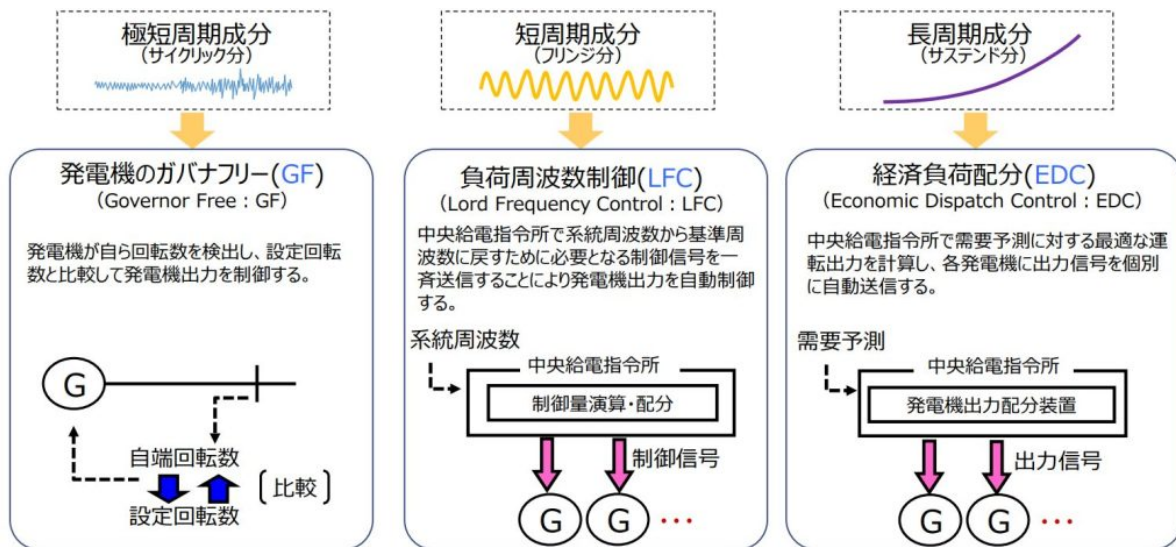 極短周期成分
(サイクリック分)
短周期成分
(フリンジ分)
長周期成分
(サステンド分)
発電機のガバナフリー(GF)
(Governor Free : GF)
発電機が自ら回転数を検出し、設定回転
数と比較して発電機出力を制御する。
G
自端回転数
〔比較〕
設定回転数
負荷周波数制御(LFC)
(Lord Frequency Control : LFC)
中央給電指令所で系統周波数から基準周
波数に戻すために必要となる制御信号を一
斉送信することにより発電機出力を自動制御
する。
系統周波数
中央給電指令所
制御量演算・配分
制御信号
G G ・・・
経済負荷配分(EDC)
(Economic Dispatch Control : EDC)
中央給電指令所で需要予測に対する最適な運
転出力を計算し、各発電機に出力信号を個別
に自動送信する。
需要予測
中央給電指令所
発電機出力配分装置
出力信号
G G ・・・